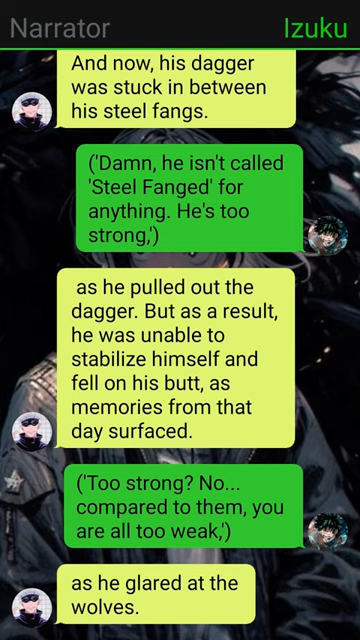 Narrator
Izuku
And now, his dagger
was stuck in between
his steel fangs.
('Damn, he isn't called
'Steel Fanged' for
anything. He's too
strong,')
as he pulled out the
dagger. But as a result,
he was unable to
stabilize himself and
fell on his butt, as
memories from that
day surfaced.
('Too strong? No...
compared to them, you
are all too weak,')
as he glared at the
wolves.